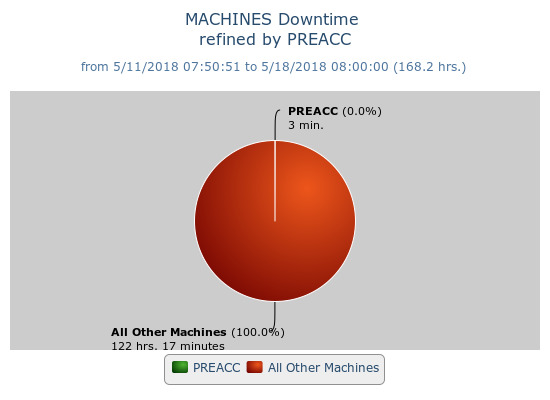 MACHINES Downtime
refined by PREACC
from 5/11/2018 07:50:51 to 5/18/2018 08:00:00 (168.2 hrs.)
PREACC (0.0%)
3 min.
All Other Machines (100.0%)
122 hrs. 17 minutes
PREACC All Other Machines